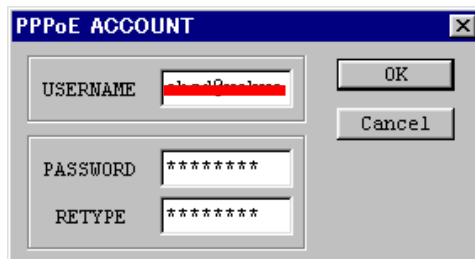 PPPoE ACCOUNT
USERNAME
OK
Cancel
PASSWORD ********
RETYPE ********